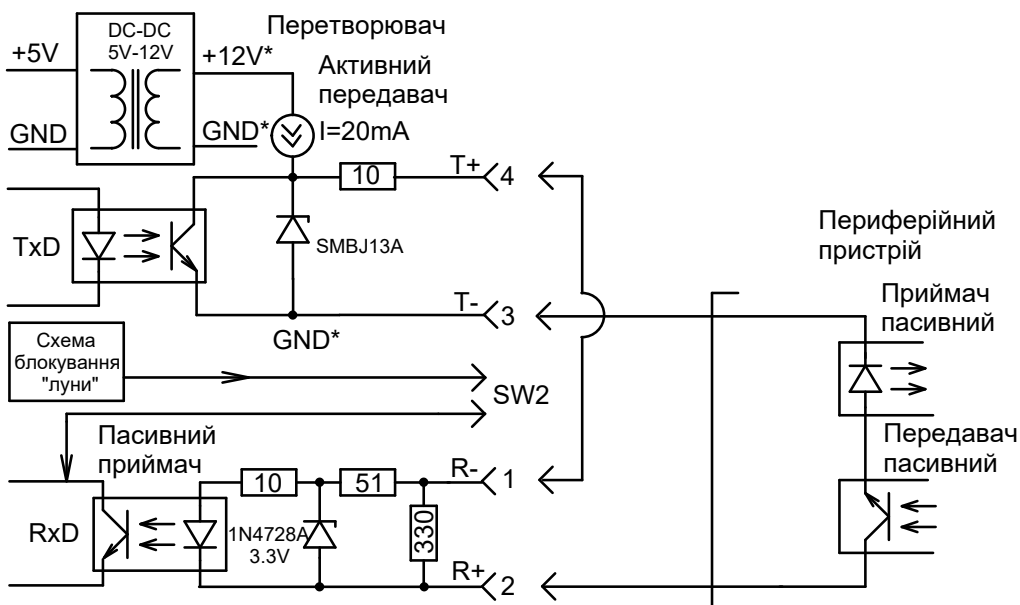 DC-DC
5V-12V
+5V
+12V*
GND
GND*
Перетворювач
Активний
передавач
I=20mA
10
T+
4
TxD
SMBJ13A
T-
3
GND*
Периферійний
пристрій
Приймач
пасивний
Схема
блокування
"луни"
SW2
Передавач
пасивний
Пасивний
приймач
10
51
R-
1
RxD
1N4728A
3.3V
330
R+
2